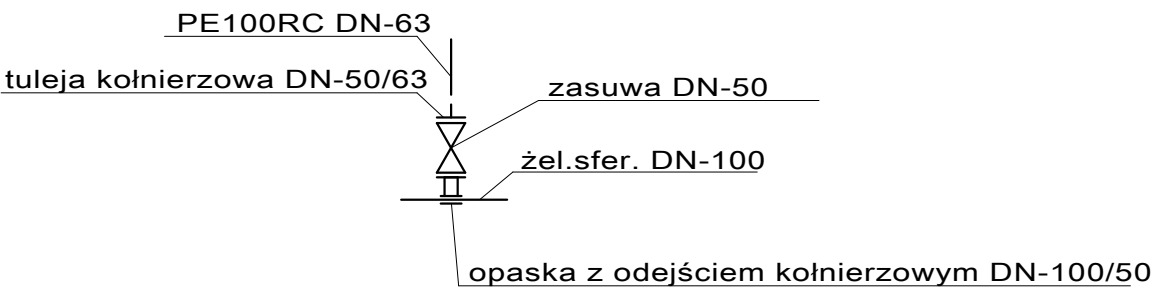 PE100RC DN-63
tuleja kołnierzowa DN-50/63
zasuwa DN-50
żel.sfer. DN-100
opaska z odejściem kołnierzowym DN-100/50